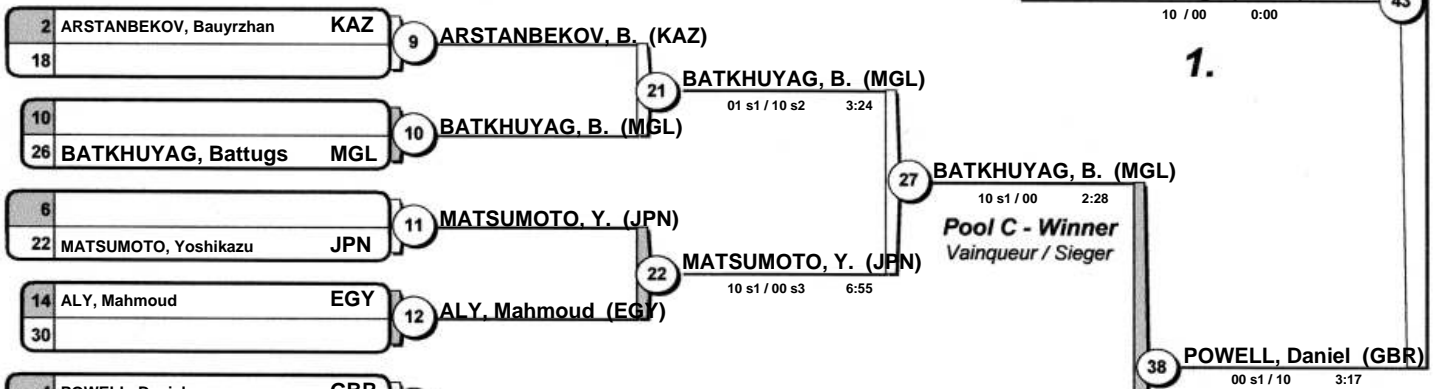 10 / 00 0:00
43
1.
2 ARSTANBEKOV, Bauyrzhan KAZ
18
9
ARSTANBEKOV, B. (KAZ)
21
BATKHUYAG, B. (MGL)
01 s1 / 10 s2 3:24
10
26 BATKHUYAG, Battugs MGL
10
BATKHUYAG, B. (MGL)
27
BATKHUYAG, B. (MGL)
10 s1 / 00 2:28
Pool C - Winner
Vainqueur / Sieger
6
22 MATSUMOTO, Yoshikazu JPN
11
MATSUMOTO, Y. (JPN)
22
MATSUMOTO, Y. (JPN)
10 s1 / 00 s3 6:55
14 ALY, Mahmoud EGY
30
12
ALY, Mahmoud (EGY)
38
POWELL, Daniel (GBR)
00 s1 / 10 3:17
4 POWELL, Daniel GBR